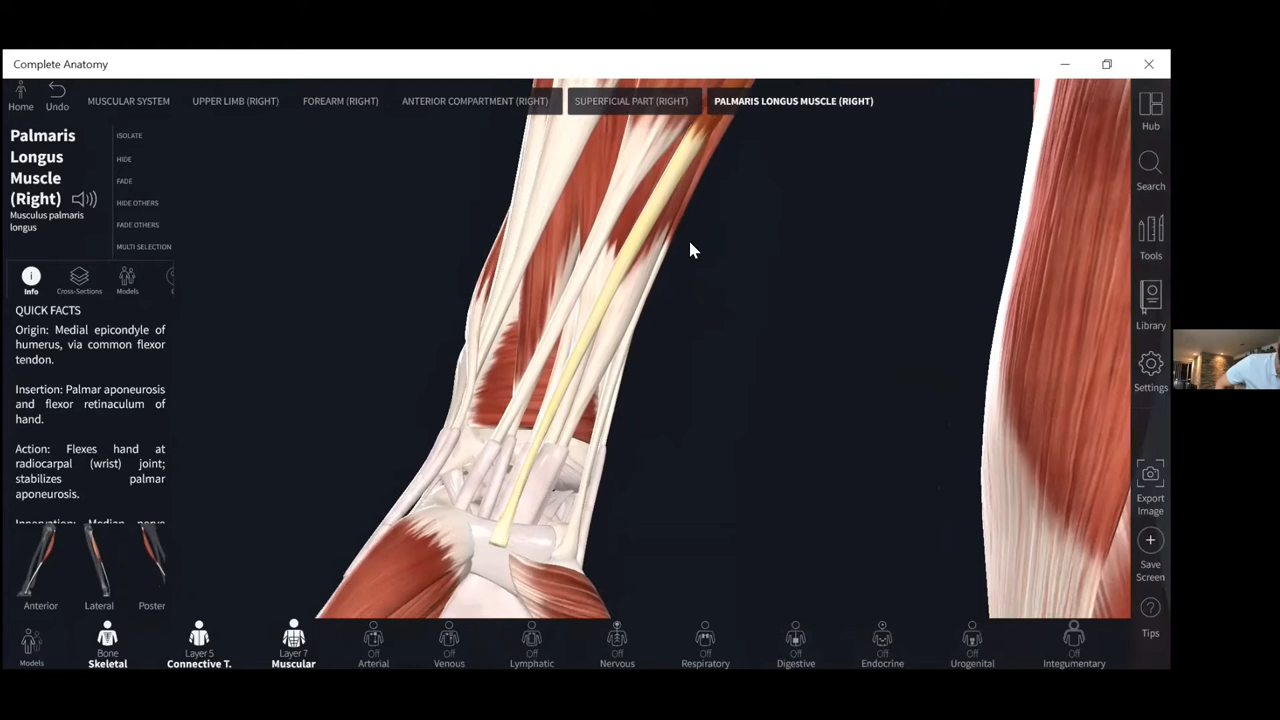 Complete Anatomy
Home
Undo
MUSCULAR SYSTEM
UPPER LIMB (RIGHT)
FOREARM (RIGHT)
ANTERIOR COMPARTMENT (RIGHT)
SUPERFICIAL PART (RIGHT)
PALMARIS LONGUS MUSCLE (RIGHT)
Palmaris
Longus
Muscle
(Right)
Musculus palmaris
longus
ISOLATE
HIDE
FADE
HIDE OTHERS
FADE OTHERS
MULTI SELECTION
Info
Cross-Sections
Models
QUICK FACTS
Origin: Medial epicondyle of
humerus, via common flexor
tendon.
Insertion: Palmar aponeurosis
and flexor retinaculum of
hand.
Action: Flexes hand at
radiocarpal (wrist) joint;
stabilizes palmar
aponeurosis.
Innervation: Median nerve
Anterior
Lateral
Poster
Hub
Search
Tools
Library
Settings
Export
Image
Save
Screen
Tips
Models
Bone
Skeletal
Layer 5
Connective T.
Layer 7
Muscular
Off
Arterial
Off
Venous
Off
Lymphatic
Off
Nervous
Off
Respiratory
Off
Digestive
Off
Endocrine
Off
Urogenital
Off
Integumentary